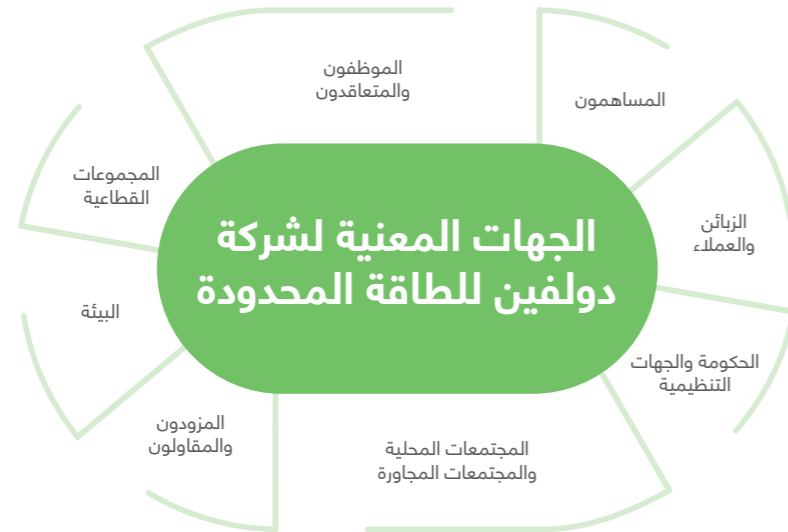 الجهات المعنية لشركة
دولفين للطاقة المحدودة
الموظفون
والمتعاقدون
المساهمون
الزبائن
والعملاء
الحكومة والجهات
التنظيمية
المجتمعات المحلية
والمجتمعات المجاورة
المزودون
والمقاولون
البيئة
المجموعات
القطاعية